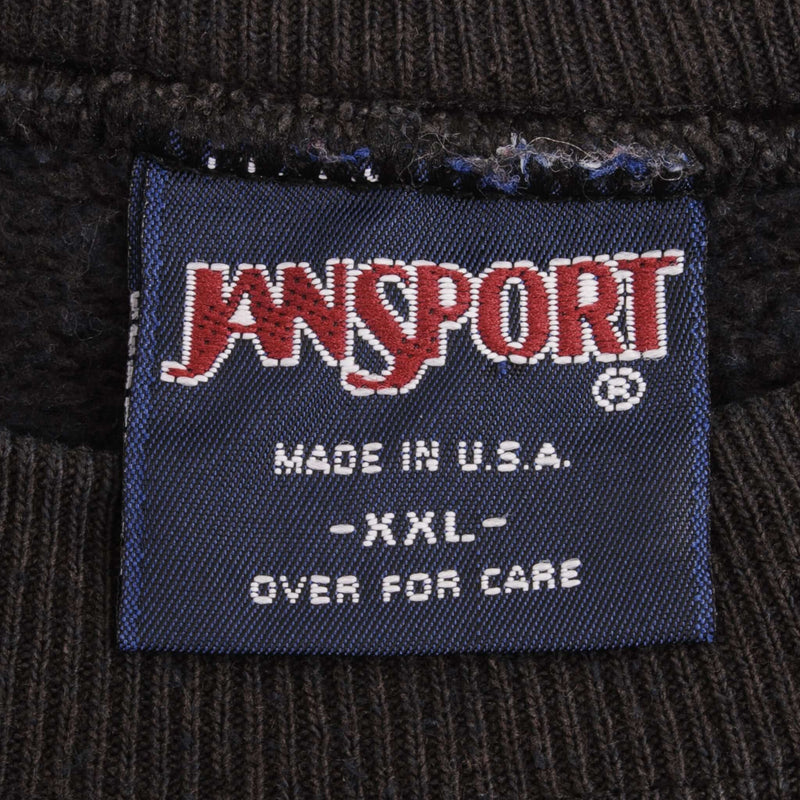 JANSPORT®
MADE IN U.S.A.
-XXL-
OVER FOR CARE